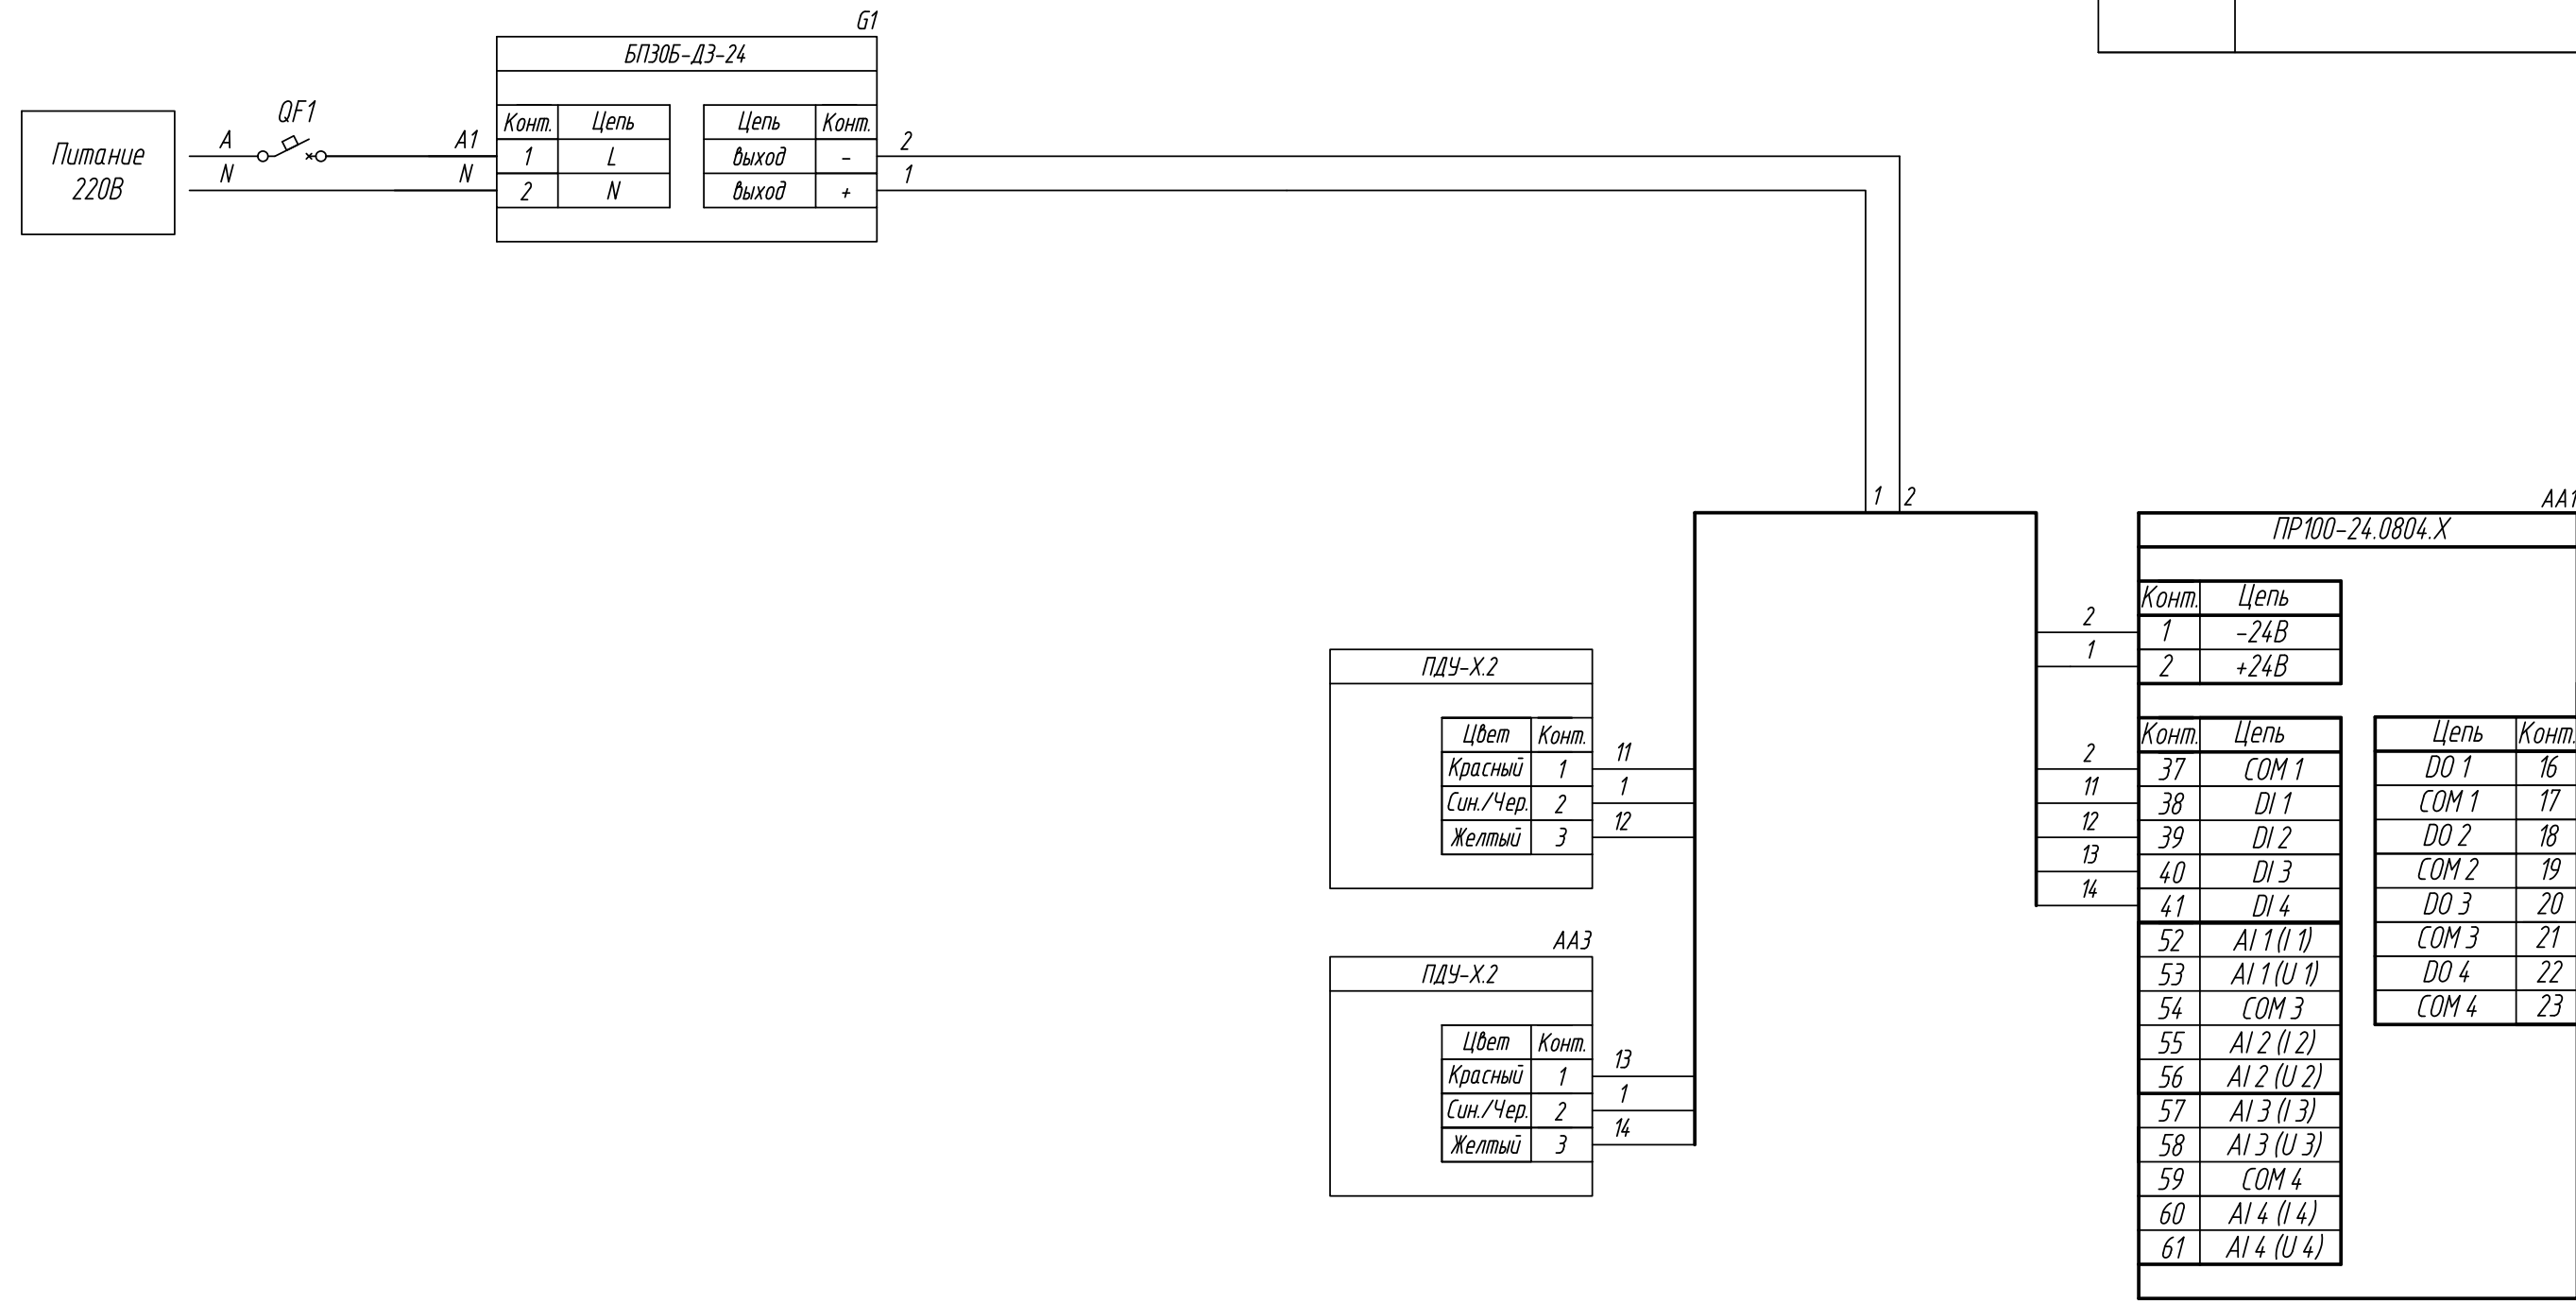 G1
БП30Б-Д3-24
Питание
220В
A
QF1
A1
N
N
Конт. Цепь Цепь Конт.
1 L выход -
2 N выход +
2
1
1 2
AA1
ПР100-24.0804.Х
Конт. Цепь
2 1 -24В
1 2 +24В
Конт. Цепь Цепь Конт.
2 37 COM 1 DO 1 16
11 38 DI 1 COM 1 17
12 39 DI 2 DO 2 18
13 40 DI 3 COM 2 19
14 41 DI 4 DO 3 20
52 AI 1 (I 1) COM 3 21
53 AI 1 (U 1) DO 4 22
54 COM 3 COM 4 23
55 AI 2 (I 2)
56 AI 2 (U 2)
57 AI 3 (I 3)
58 AI 3 (U 3)
59 COM 4
60 AI 4 (I 4)
61 AI 4 (U 4)
ПДУ-Х.2
Цвет Конт.
Красный 1 11
Син./Чер. 2 1
Желтый 3 12
AA3
ПДУ-Х.2
Цвет Конт.
Красный 1 13
Син./Чер. 2 1
Желтый 3 14